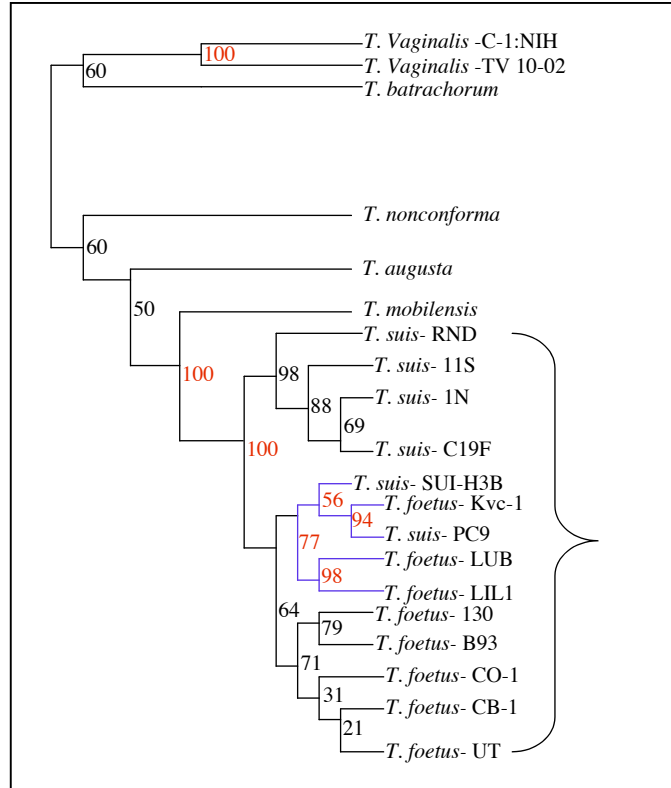 T. Vaginalis -C-1:NIH
100
T. Vaginalis -TV 10-02
60
T. batrachorum
T. nonconforma
60
T. augusta
50
T. mobilensis
T. suis- RND
T. suis- 11S
100
98
T. suis- 1N
88
69
100
T. suis- C19F
T. suis- SUI-H3B
56
T. foetus- Kvc-1
94
T. suis- PC9
77
T. foetus- LUB
98
T. foetus- LIL1
64
T. foetus- 130
79
T. foetus- B93
71
T. foetus- CO-1
31
T. foetus- CB-1
21
T. foetus- UT